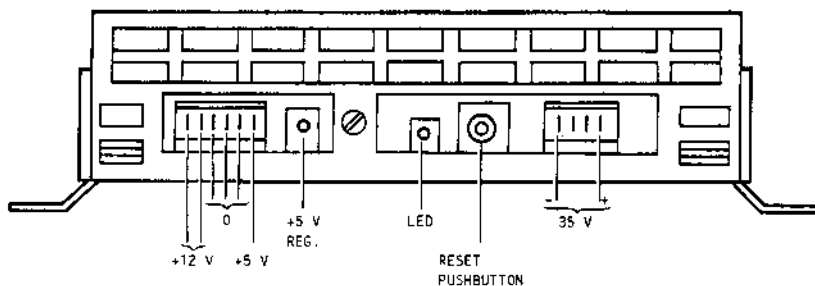 - +
0
+5 V
REG.
LED
35 V
+12 V
+5 V
RESET
PUSHBUTTON